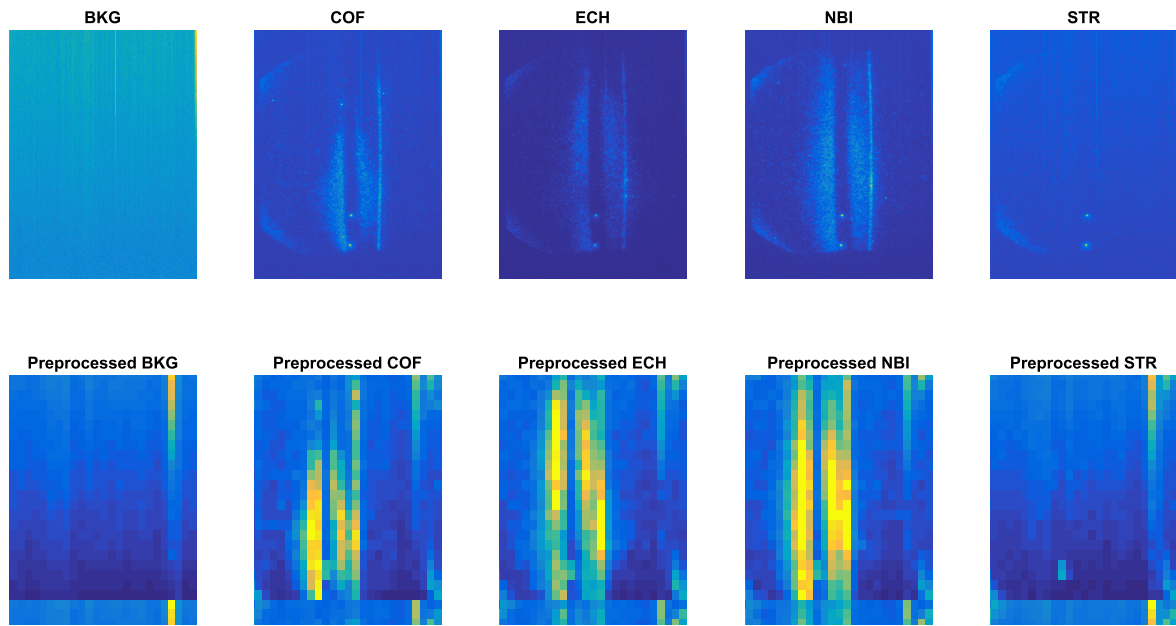 BKG COF ECH NBI STR
Preprocessed BKG Preprocessed COF Preprocessed ECH Preprocessed NBI Preprocessed STR